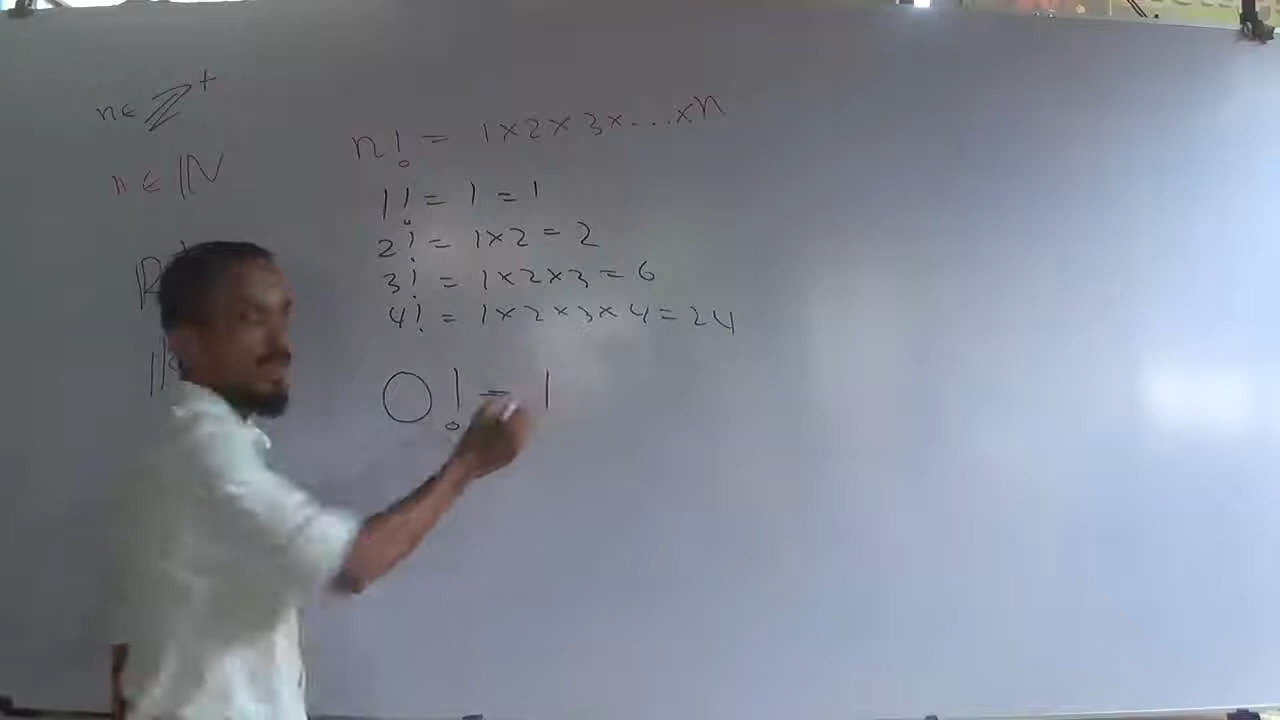 n ∈ ℤ⁺
n ∈ ℕ
n! = 1×2×3×...×n
1! = 1 = 1
2! = 1×2 = 2
3! = 1×2×3 = 6
4! = 1×2×3×4 = 24
0! = 1